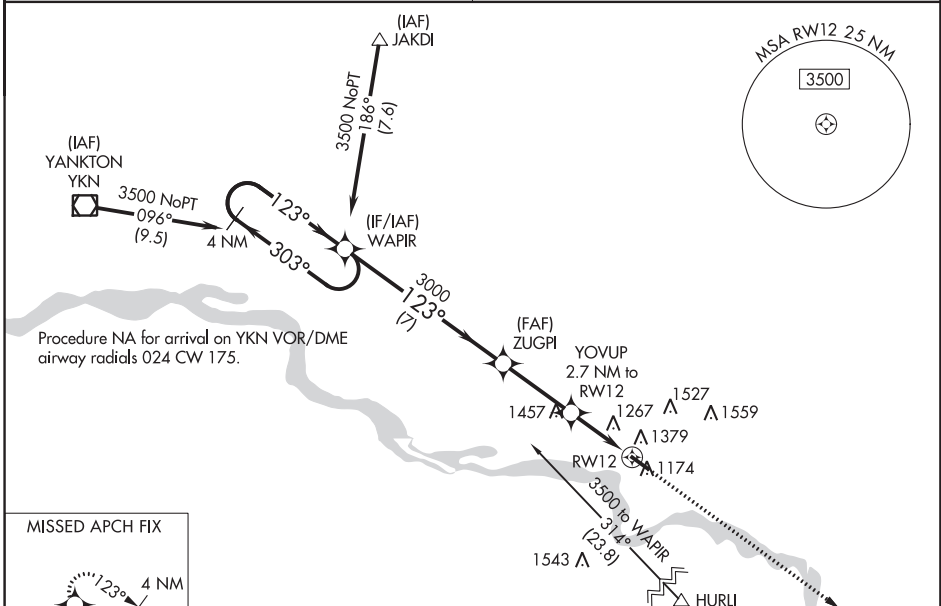 (IAF)
JAKDI
3500 NoPT
186°
(7.6)
MSA RW12 25 NM
3500
(IAF)
YANKTON
YKN
3500 NoPT
096°
(9.5)
4 NM
123°
303°
(IF/IAF)
WAPIR
3000
123°
(7)
Procedure NA for arrival on YKN VOR/DME
airway radials 024 CW 175.
(FAF)
ZUGPI
YOVUP
2.7 NM to
RW12
1457
1267
1527
1559
1379
RW12
1174
3500 to WAPIR
314°
(23.8)
1543
HURLI
MISSED APCH FIX
123°
4 NM